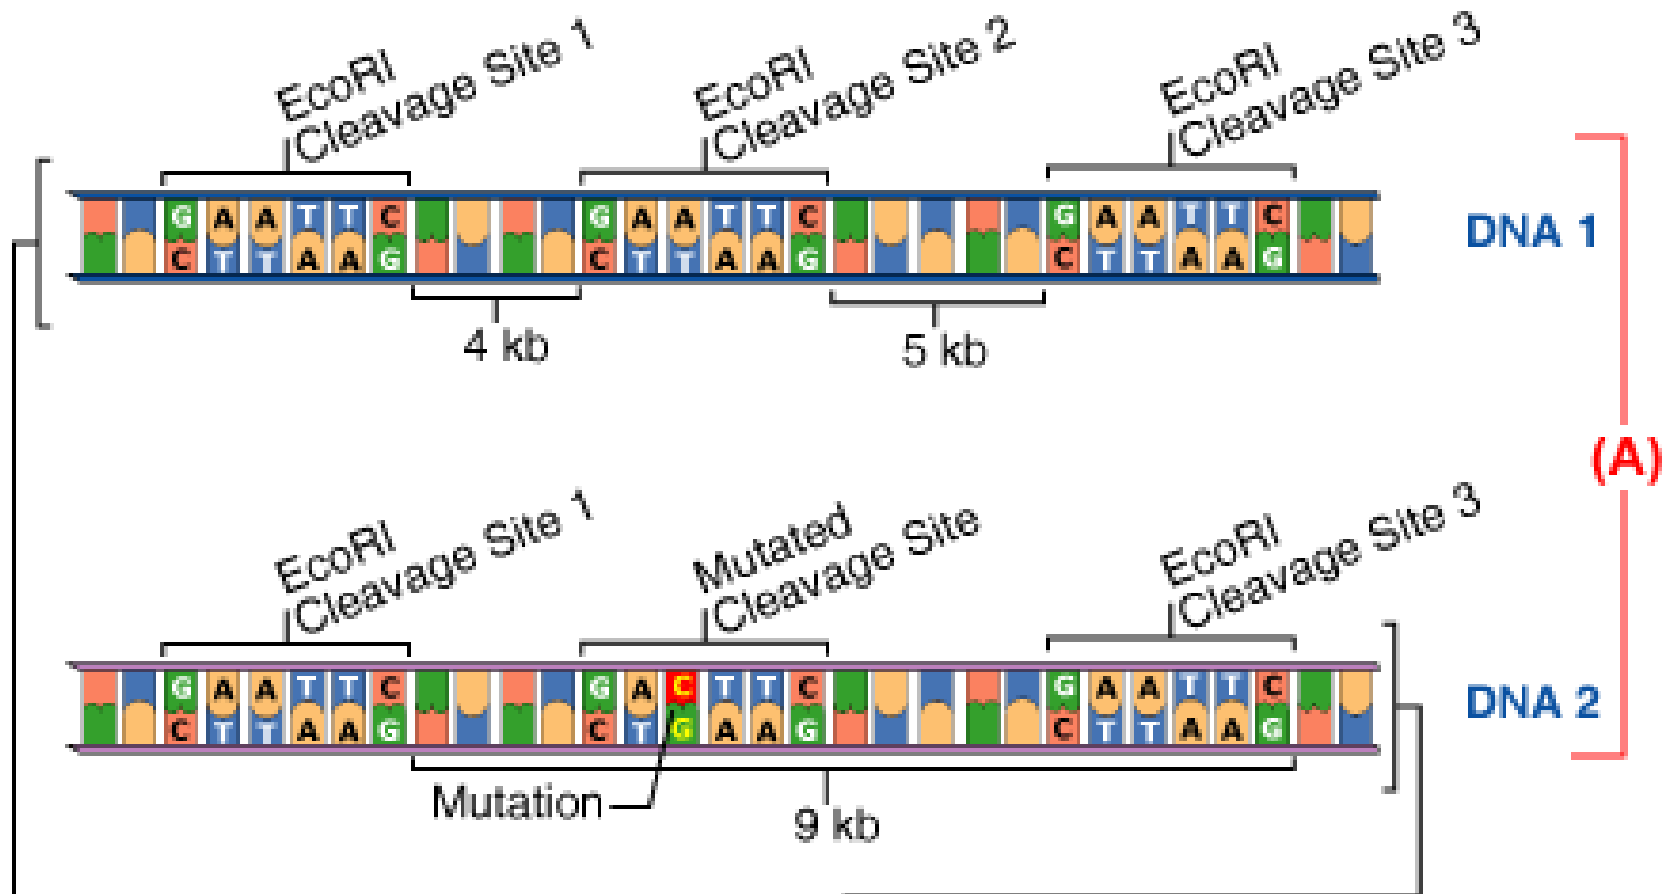 EcoRI
Cleavage Site 1
EcoRI
Cleavage Site 2
EcoRI
Cleavage Site 3
G A A T T C G A A T T C G A A T T C
C T T A A G C T T A A G C T T A A G
DNA 1
4 kb
5 kb
(A)
EcoRI
Cleavage Site 1
Mutated
Cleavage Site
EcoRI
Cleavage Site 3
G A A T T C G A C T T C G A A T T C
C T T A A G C T G A A G C T T A A G
DNA 2
Mutation
9 kb